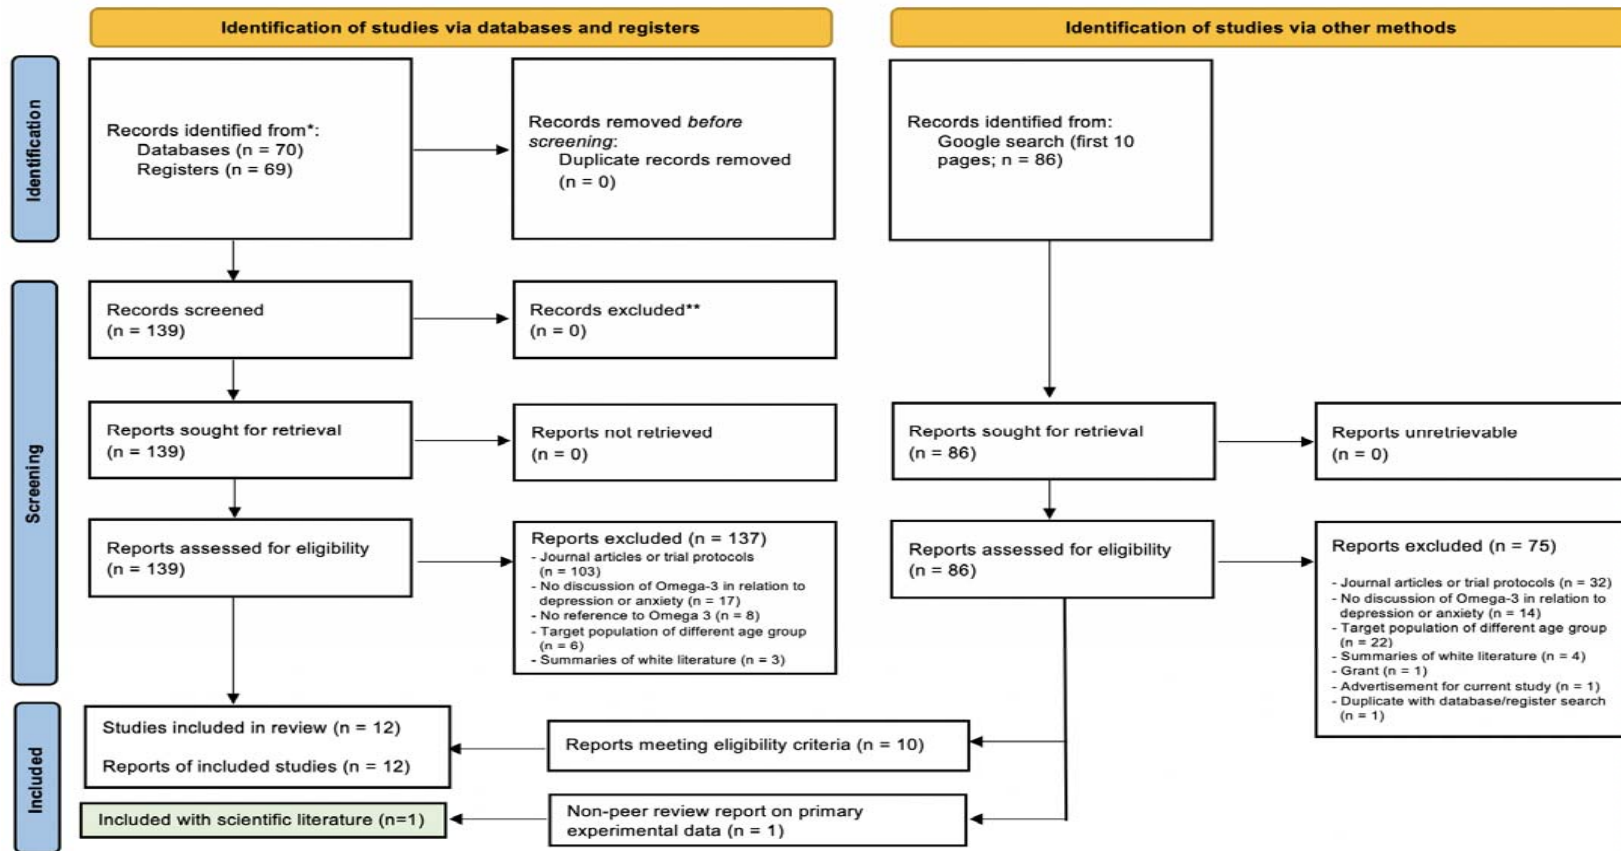 Identification of studies via databases and registers
Identification of studies via other methods
Identification
Records identified from*:
Databases (n = 70)
Registers (n = 69)
Records removed before
screening:
Duplicate records removed
(n = 0)
Records identified from:
Google search (first 10
pages; n = 86)
Screening
Records screened
(n = 139)
Records excluded**
(n = 0)
Reports sought for retrieval
(n = 139)
Reports not retrieved
(n = 0)
Reports sought for retrieval
(n = 86)
Reports unretrievable
(n = 0)
Reports assessed for eligibility
(n = 139)
Reports excluded (n = 137)
- Journal articles or trial protocols
(n = 103)
- No discussion of Omega-3 in relation to
depression or anxiety (n = 17)
- No reference to Omega 3 (n = 8)
- Target population of different age group
(n = 6)
- Summaries of white literature (n = 3)
Reports assessed for eligibility
(n = 86)
Reports excluded (n = 75)
- Journal articles or trial protocols (n = 32)
- No discussion of Omega-3 in relation to
depression or anxiety (n = 14)
- Target population of different age group
(n = 22)
- Summaries of white literature (n = 4)
- Grant (n = 1)
- Advertisement for current study (n = 1)
- Duplicate with database/register search
(n = 1)
Included
Studies included in review (n = 12)
Reports of included studies (n = 12)
Reports meeting eligibility criteria (n = 10)
Included with scientific literature (n=1)
Non-peer review report on primary
experimental data (n = 1)